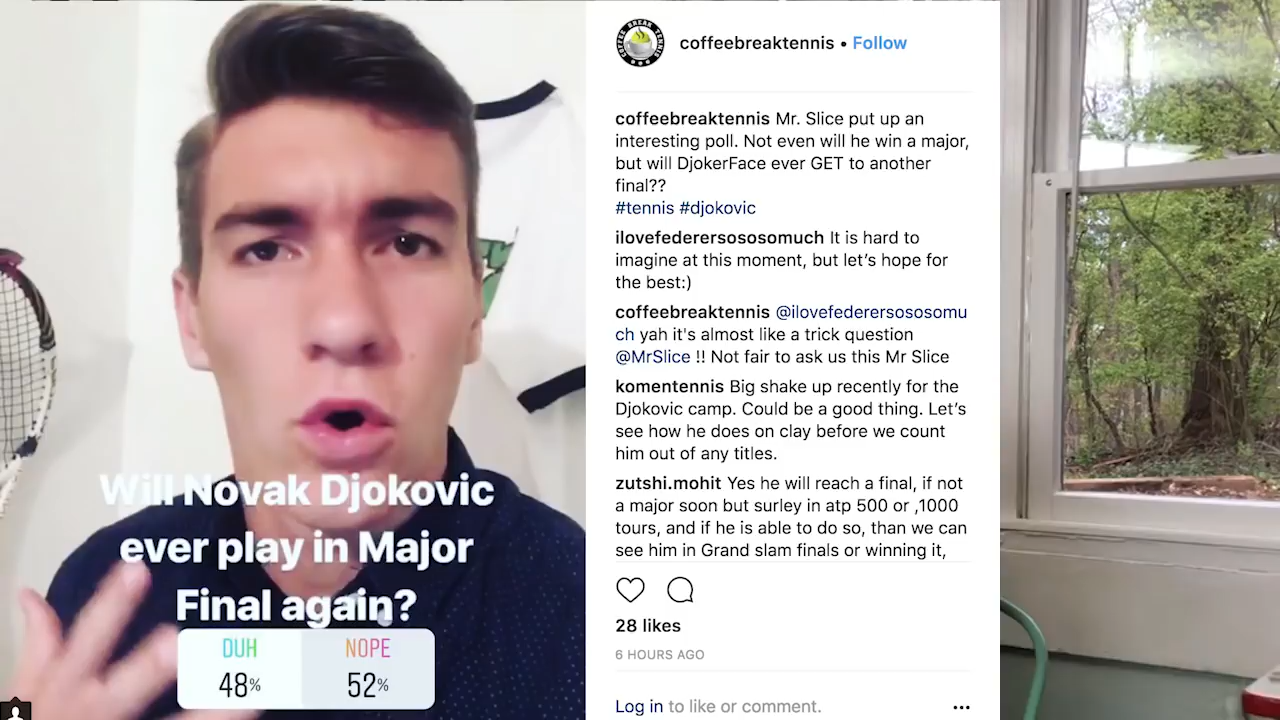 Will Novak Djokovic
ever play in Major
Final again?
DUH
NOPE
48%
52%
COFFEE BREAK TENNIS
coffeebreaktennis • Follow
coffeebreaktennis Mr. Slice put up an
interesting poll. Not even will he win a major,
but will DjokerFace ever GET to another
final??
#tennis #djokovic
ilovefederersososomuch It is hard to
imagine at this moment, but let's hope for
the best:)
coffeebreaktennis @ilovefederersososomu
ch yah it's almost like a trick question
@MrSlice !! Not fair to ask us this Mr Slice
komentennis Big shake up recently for the
Djokovic camp. Could be a good thing. Let's
see how he does on clay before we count
him out of any titles.
zutshi.mohit Yes he will reach a final, if not
a major soon but surley in atp 500 or ,1000
tours, and if he is able to do so, than we can
see him in Grand slam finals or winning it,
28 likes
6 HOURS AGO
Log in to like or comment.